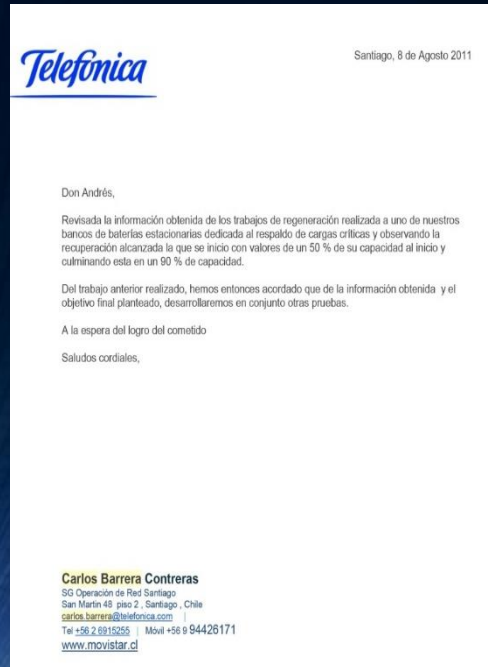 Telefónica
Santiago, 8 de Agosto 2011
Don Andrés,
Revisada la información obtenida de los trabajos de regeneración realizada a uno de nuestros
bancos de baterías estacionarias dedicada al respaldo de cargas críticas y observando la
recuperación alcanzada la que se inicio con valores de un 50 % de su capacidad al inicio y
culminando esta en un 90 % de capacidad.
Del trabajo anterior realizado, hemos entonces acordado que de la información obtenida y el
objetivo final planteado, desarrollaremos en conjunto otras pruebas.
A la espera del logro del cometido
Saludos cordiales,
Carlos Barrera Contreras
SG Operación de Red Santiago
San Martin 48 piso 2 , Santiago , Chile
carlos.barrera@telefonica.com |
Tel +56 2 6915255 | Móvil +56 9 94426171
www.movistar.cl